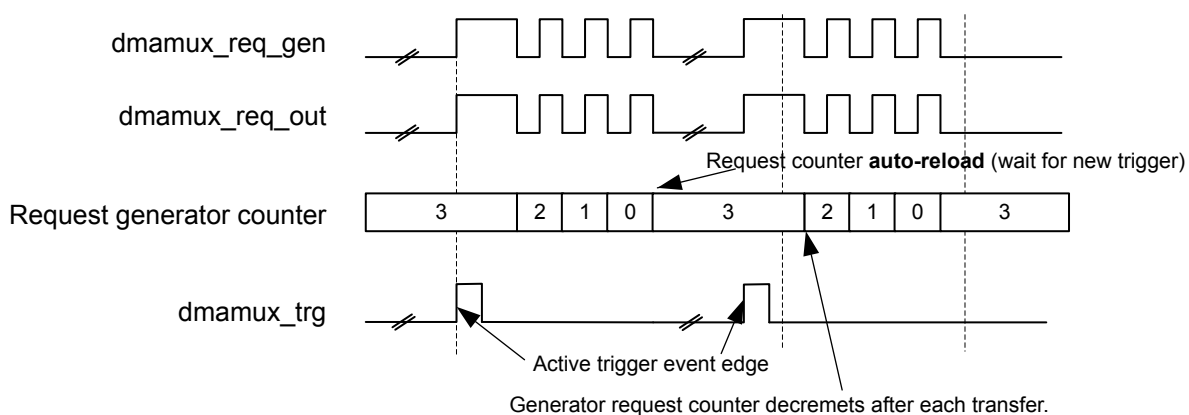 dmamux_req_gen
dmamux_req_out
Request counter auto-reload (wait for new trigger)
Request generator counter 3 2 1 0 3 2 1 0 3
dmamux_trg
Active trigger event edge
Generator request counter decremets after each transfer.